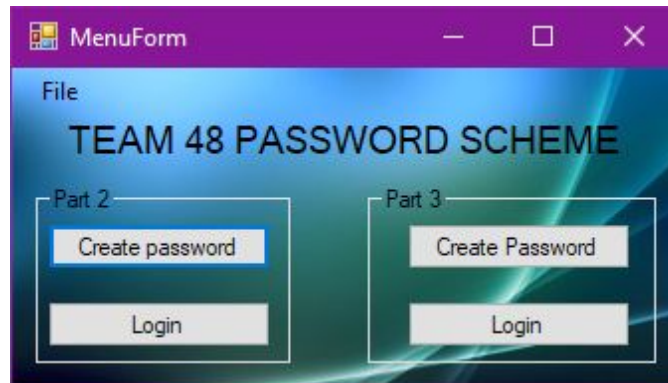 MenuForm
File
TEAM 48 PASSWORD SCHEME
Part 2
Create password
Login
Part 3
Create Password
Login